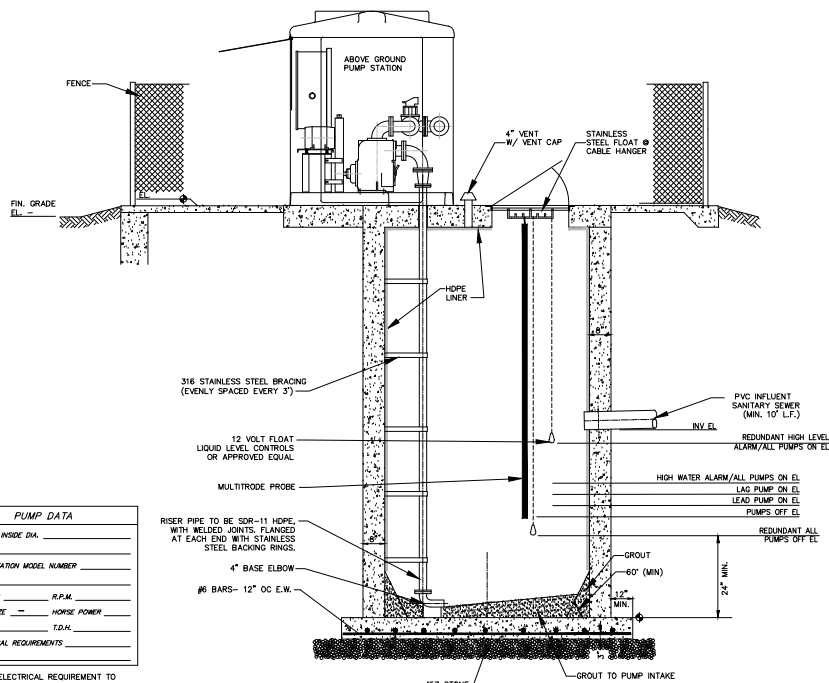 ABOVE GROUND
PUMP STATION
FENCE
4" VENT
W/ VENT CAP
STAINLESS
STEEL FLOAT @
CABLE HANGER
EL.
FIN. GRADE
EL. -
HDPE
LINER
8"
316 STAINLESS STEEL BRACING
(EVENLY SPACED EVERY 3')
PVC INFLUENT
SANITARY SEWER
(MIN. 10' L.F.)
INV EL
12 VOLT FLOAT
LIQUID LEVEL CONTROLS
OR APPROVED EQUAL
REDUNDANT HIGH LEVEL
ALARM/ALL PUMPS ON EL
MULTITRODE PROBE
HIGH WATER ALARM/ALL PUMPS ON EL
LAG PUMP ON EL
LEAD PUMP ON EL
PUMPS OFF EL
REDUNDANT ALL
PUMPS OFF EL
RISER PIPE TO BE SDR-11 HDPE,
WITH WELDED JOINTS. FLANGED
AT EACH END WITH STAINLESS
STEEL BACKING RINGS.
8"
4" BASE ELBOW
#6 BARS- 12" OC E.W.
GROUT
60° (MIN)
12"
MIN.
24" MIN.
3"
GROUT TO PUMP INTAKE
STONE
PUMP DATA
INSIDE DIA.
MODEL NUMBER
R.P.M.
- HORSE POWER
T.D.H.
REQUIREMENTS
ELECTRICAL REQUIREMENT TO